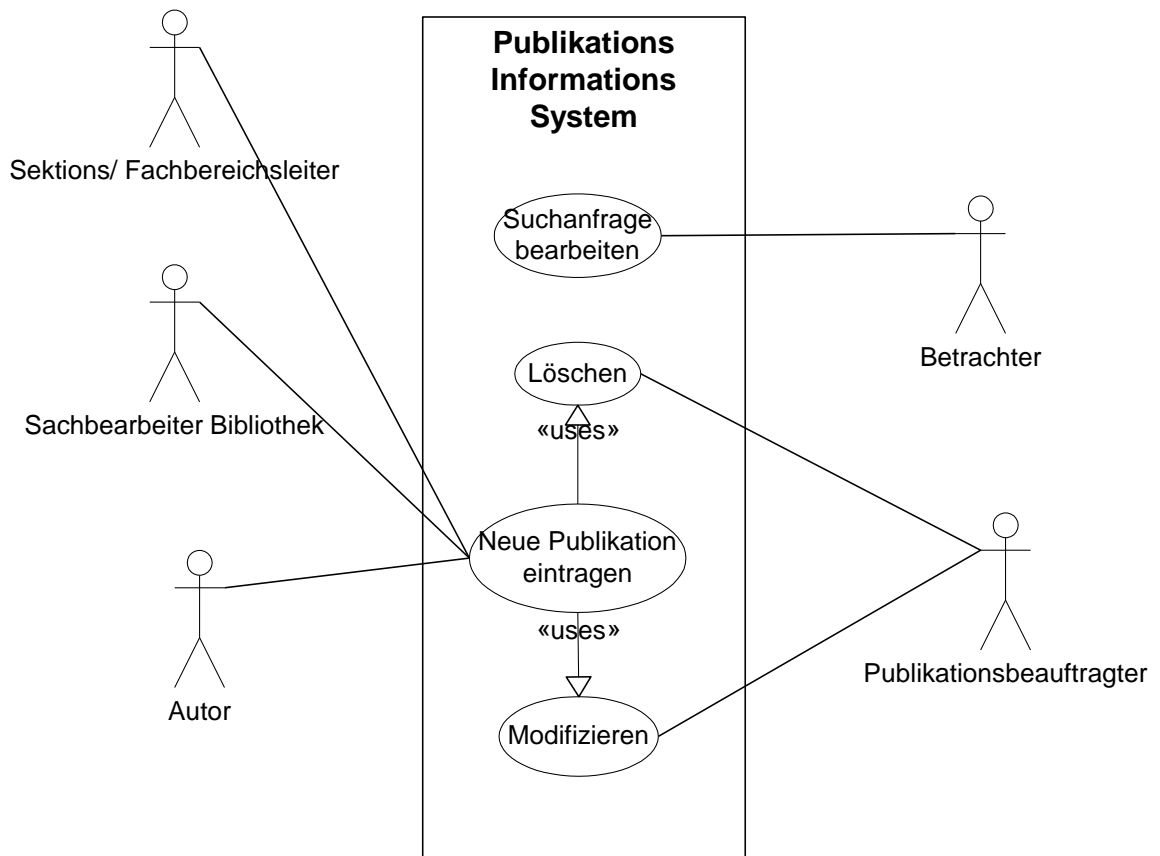 Publikations
Informations
System
Sektions/ Fachbereichsleiter
Suchanfrage
bearbeiten
Betrachter
Löschen
Sachbearbeiter Bibliothek
«uses»
Neue Publikation
eintragen
«uses»
Publikationsbeauftragter
Autor
Modifizieren